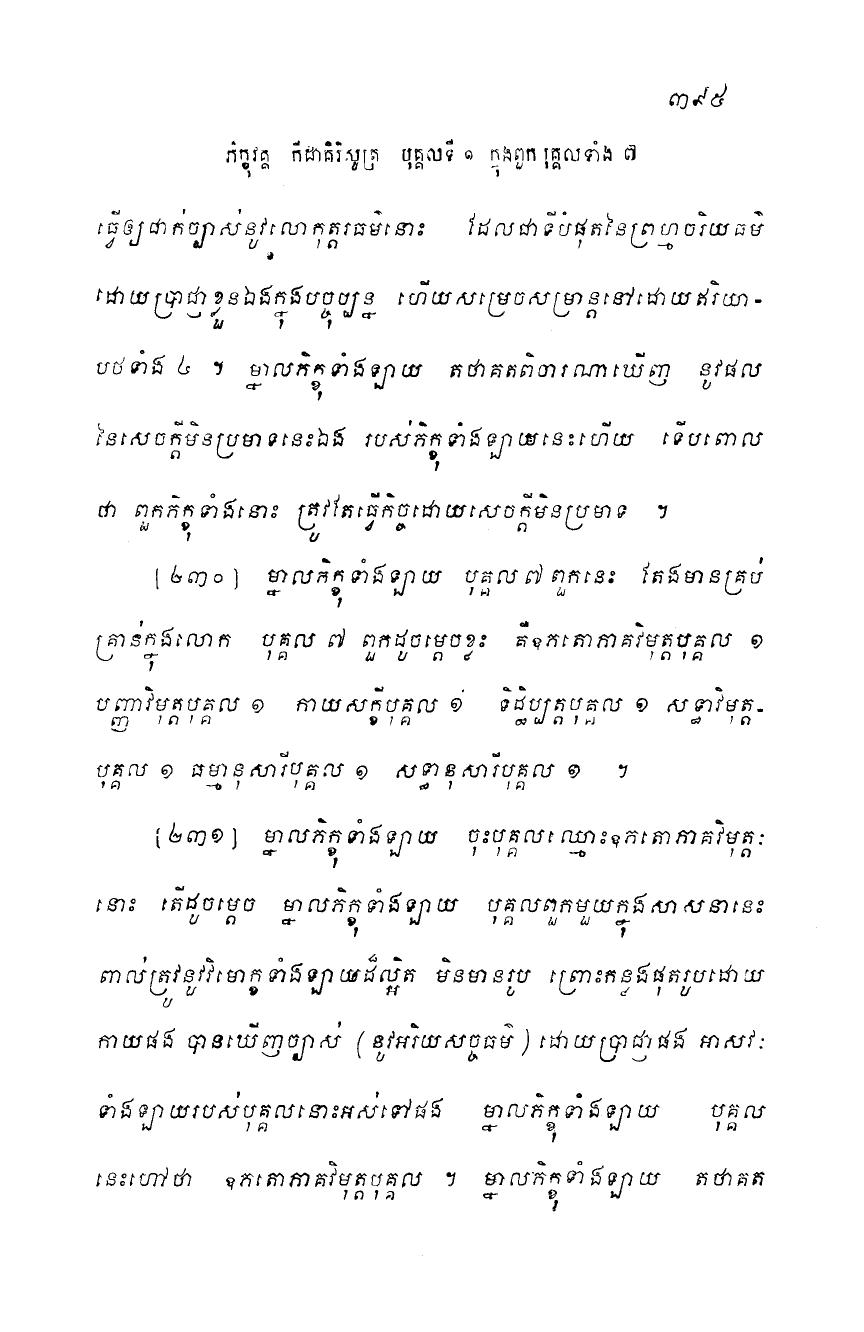 ៣៩៥
ភិក្ខុវគ្គ កីដាគិរិសូត្រ បុគ្គលទី ១ ក្នុងពួកបុគ្គលទាំង ៧
ធ្វើឲ្យជាក់ច្បាស់នូវលោកុត្តរធម៌នោះ ដែលជាទីបំផុតនៃព្រហ្មចរិយធម៌
ដោយប្រាជ្ញាខ្លួនឯងក្នុងបច្ចុប្បន្ន ហើយសម្រេចសម្រាន្តនៅដោយឥរិយា-
បថទាំង ៤ ។ ម្នាលភិក្ខុទាំងឡាយ តថាគតពិចារណាឃើញ នូវផល
នៃសេចក្តីមិនប្រមាទនេះឯង របស់ភិក្ខុទាំងឡាយនេះហើយ ទើបពោល
ថា ពួកភិក្ខុទាំងនោះ ត្រូវតែធ្វើកិច្ចដោយសេចក្តីមិនប្រមាទ ។
[២៣០] ម្នាលភិក្ខុទាំងឡាយ បុគ្គល ៧ ពួកនេះ តែងមានគ្រប់
គ្រាន់ក្នុងលោក បុគ្គល ៧ ពួកដូចម្តេចខ្លះ គឺឧភតោភាគវិមុត្តបុគ្គល ១
បញ្ញាវិមុត្តបុគ្គល ១ កាយសក្ខីបុគ្គល ១ ទិដ្ឋិប្បត្តបុគ្គល ១ សទ្ធាវិមុត្ត-
បុគ្គល ១ ធម្មានុសារីបុគ្គល ១ សទ្ធានុសារីបុគ្គល ១ ។
[២៣១] ម្នាលភិក្ខុទាំងឡាយ ចុះបុគ្គលឈ្មោះឧភតោភាគវិមុត្តៈ
នោះ តើដូចម្តេច ម្នាលភិក្ខុទាំងឡាយ បុគ្គលពួកមួយក្នុងសាសនានេះ
ពាល់ត្រូវនូវវិមោក្ខទាំងឡាយដ៏ល្អិត មិនមានរូប ព្រោះកន្លងផុតរូបដោយ
កាយផង បានឃើញច្បាស់ (នូវអរិយសច្ចធម៌) ដោយប្រាជ្ញាផង អាសវៈ
ទាំងឡាយរបស់បុគ្គលនោះអស់ទៅផង ម្នាលភិក្ខុទាំងឡាយ បុគ្គល
នេះហៅថា ឧភតោភាគវិមុត្តបុគ្គល ។ ម្នាលភិក្ខុទាំងឡាយ តថាគត